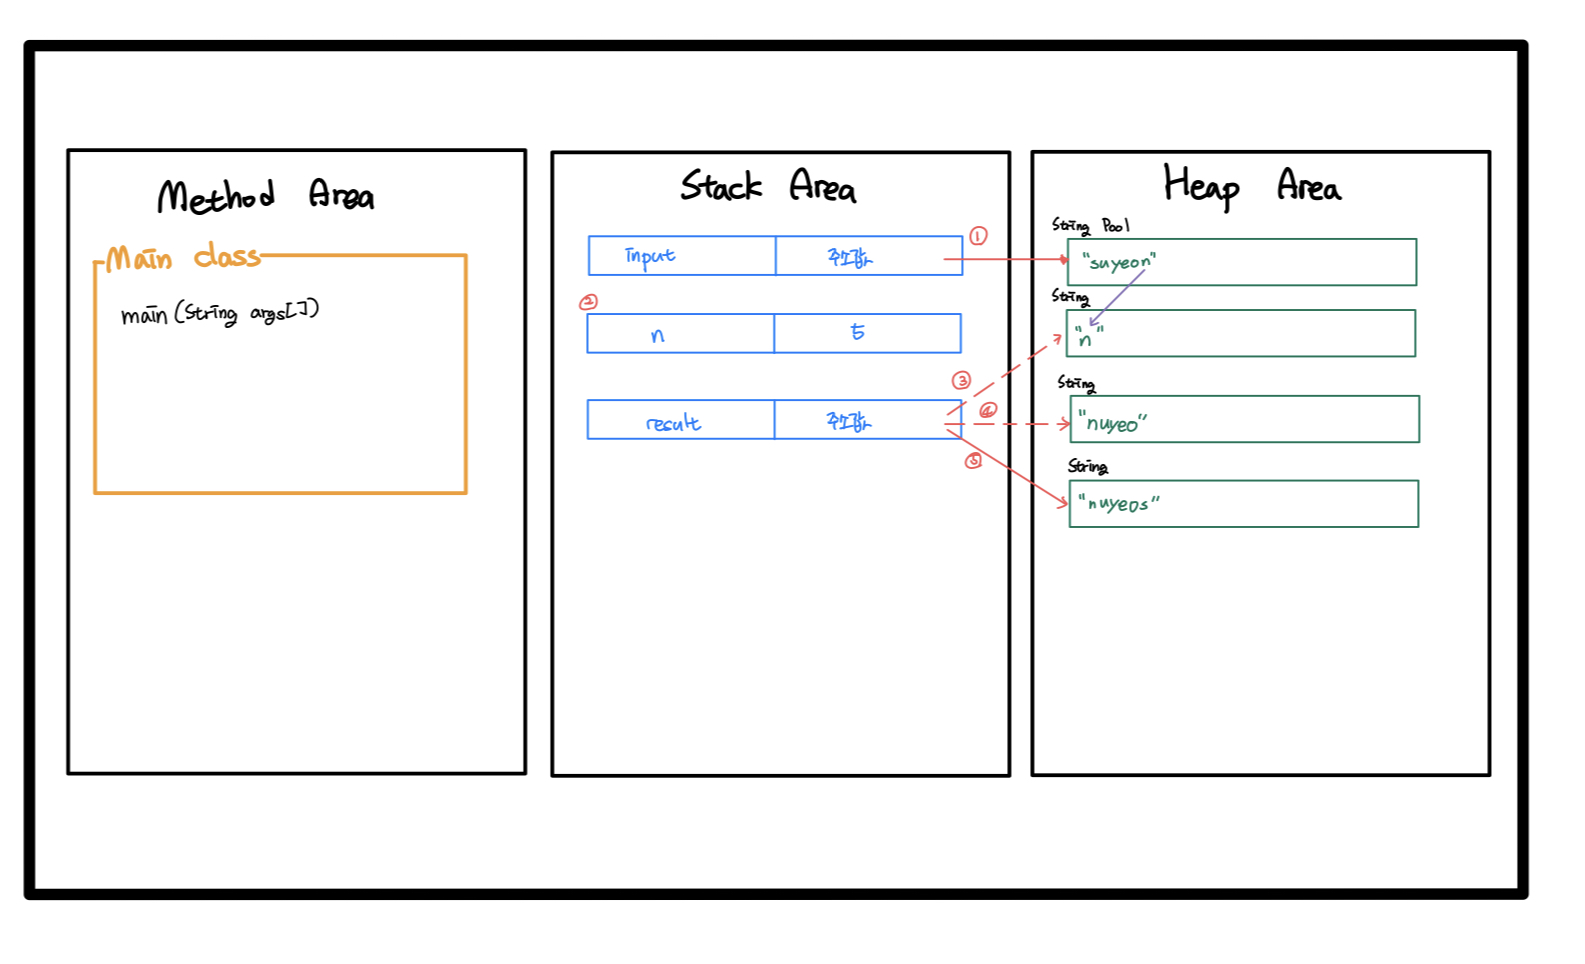 Method Area
Main class
main (String args[])
Stack Area
input 주소값 ①
②
n 5
③
result 주소값 ④
⑤
Heap Area
String Pool
"suyeon"
String
"n"
String
"nuyeo"
String
"nuyeos"